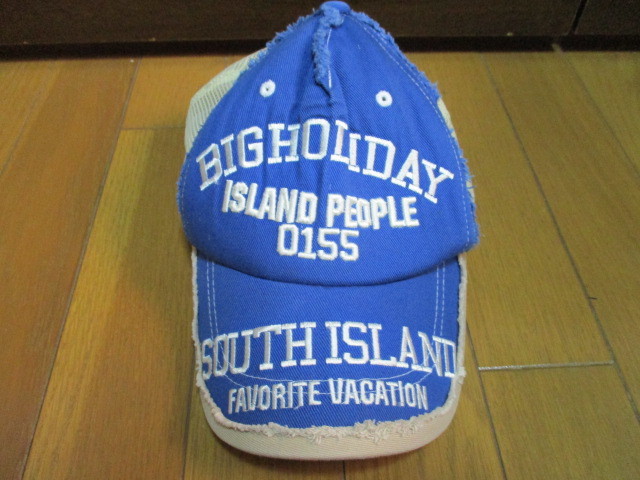 BIGHOLIDAY
ISLAND PEOPLE
0155
SOUTH ISLAND
FAVORITE VACATION